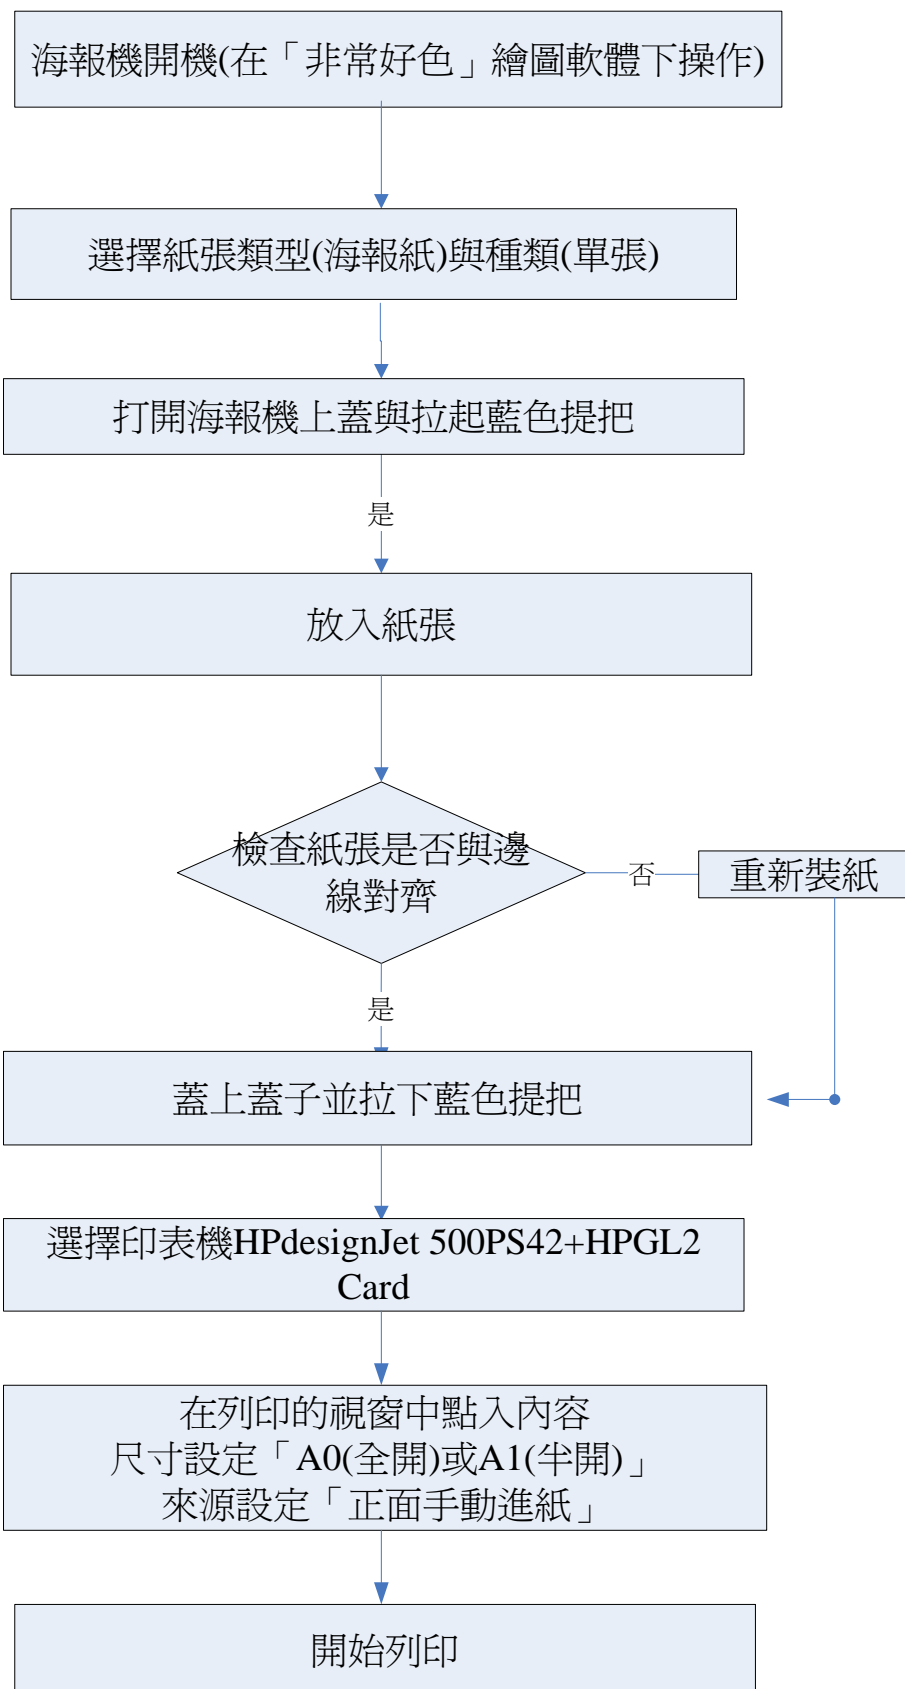 海報機開機(在「非常好色」繪圖軟體下操作)
選擇紙張類型(海報紙)與種類(單張)
打開海報機上蓋與拉起藍色提把
是
放入紙張
檢查紙張是否與邊
線對齊
否
重新裝紙
是
蓋上蓋子並拉下藍色提把
選擇印表機HPdesignJet 500PS42+HPGL2
Card
在列印的視窗中點入內容
尺寸設定「A0(全開)或A1(半開)」
來源設定「正面手動進紙」
開始列印